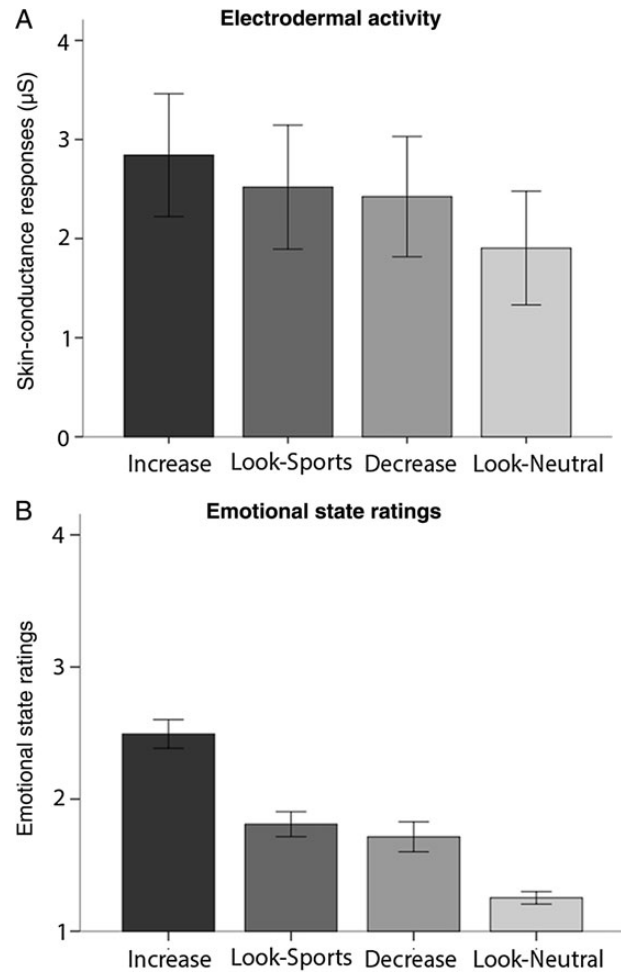 A
Electrodermal activity
Skin-conductance responses (µS)
4
3
2
1
0
Increase Look-Sports Decrease Look-Neutral
B
Emotional state ratings
Emotional state ratings
4
3
2
1
Increase Look-Sports Decrease Look-Neutral